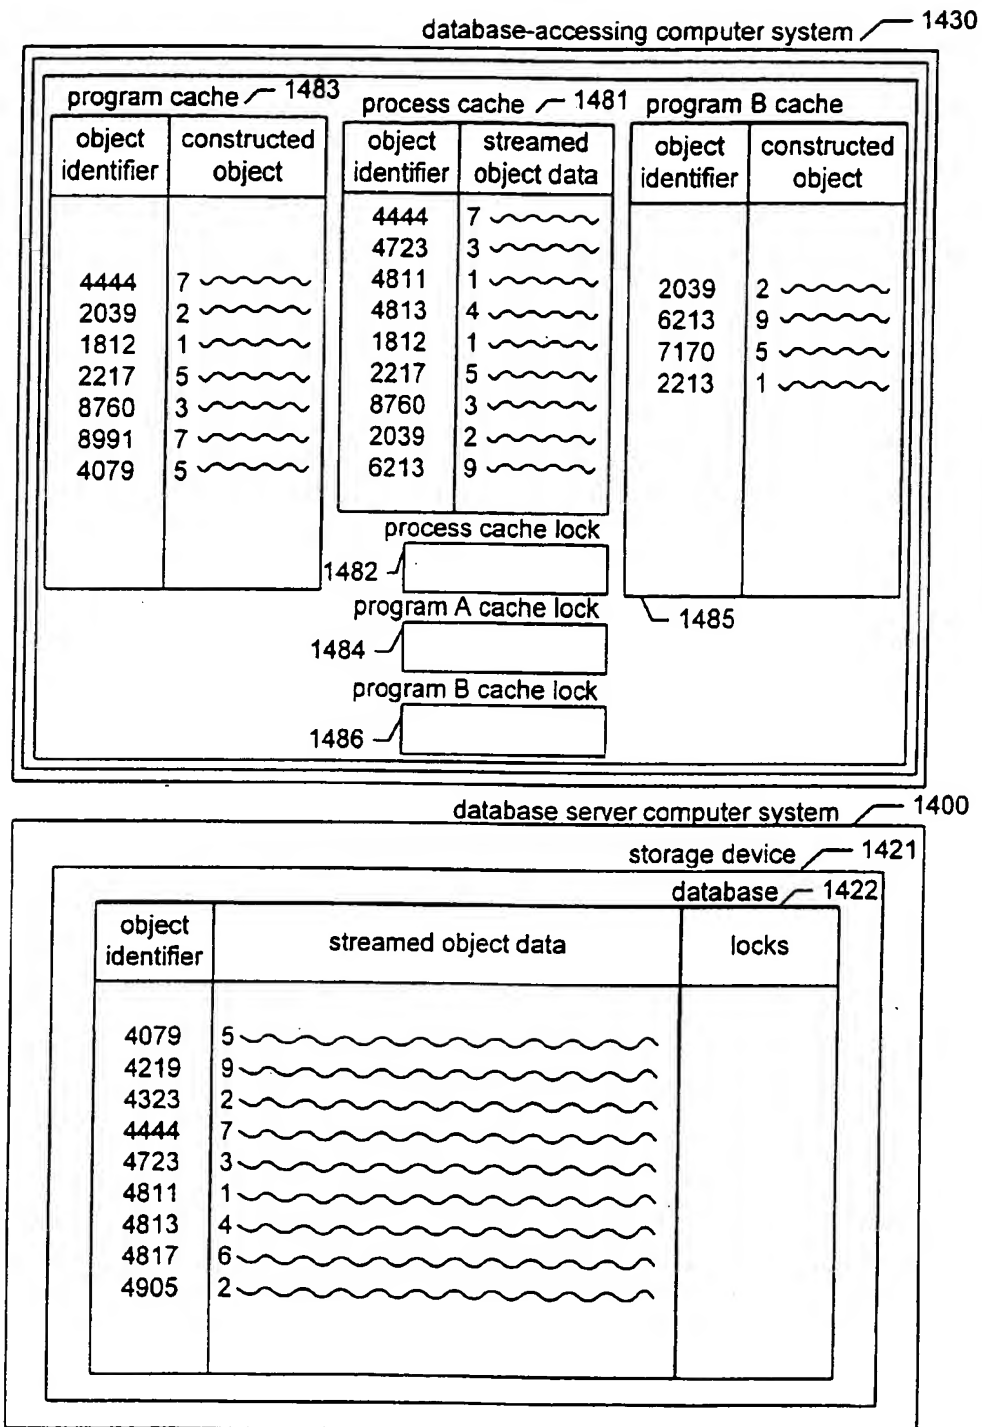 database-accessing computer system 1430
program cache 1483
object identifier constructed object
4444 7
2039 2
1812 1
2217 5
8760 3
8991 7
4079 5
process cache 1481
object identifier streamed object data
4444 7
4723 3
4811 1
4813 4
1812 1
2217 5
8760 3
2039 2
6213 9
program B cache
object identifier constructed object
2039 2
6213 9
7170 5
2213 1
1485
process cache lock
1482
program A cache lock
1484
program B cache lock
1486
database server computer system 1400
storage device 1421
database 1422
object identifier streamed object data locks
4079 5
4219 9
4323 2
4444 7
4723 3
4811 1
4813 4
4817 6
4905 2